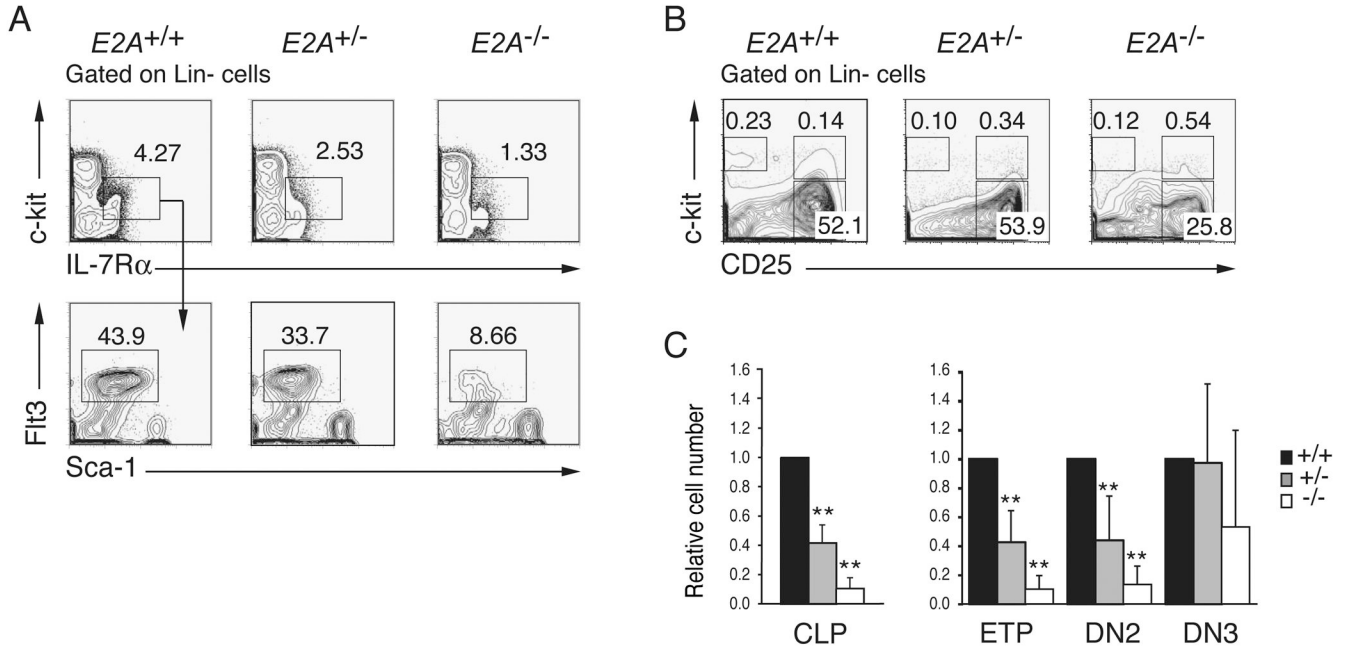 A
E2A+/+ E2A+/- E2A-/-
Gated on Lin- cells
c-kit
4.27 2.53 1.33
IL-7Rα
Flt3
43.9 33.7 8.66
Sca-1
B
E2A+/+ E2A+/- E2A-/-
Gated on Lin- cells
c-kit
0.23 0.14 0.10 0.34 0.12 0.54
52.1 53.9 25.8
CD25
C
Relative cell number
1.6
1.4
1.2
1.0
0.8
0.6
0.4
0.2
0.0
** **
CLP
1.6
1.4
1.2
1.0
0.8
0.6
0.4
0.2
0.0
** ** ** **
ETP DN2 DN3
+/+
+/-
-/-